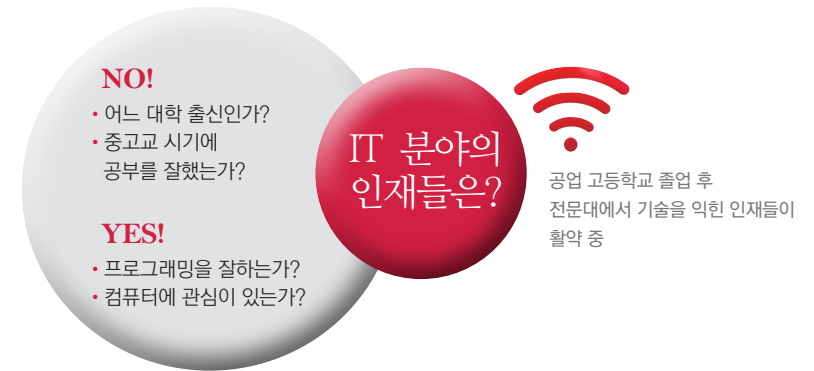 NO!
• 어느 대학 출신인가?
• 중고교 시기에
공부를 잘했는가?
YES!
• 프로그래밍을 잘하는가?
• 컴퓨터에 관심이 있는가?
IT 분야의
인재들은?
공업 고등학교 졸업 후
전문대에서 기술을 익힌 인재들이
활약 중